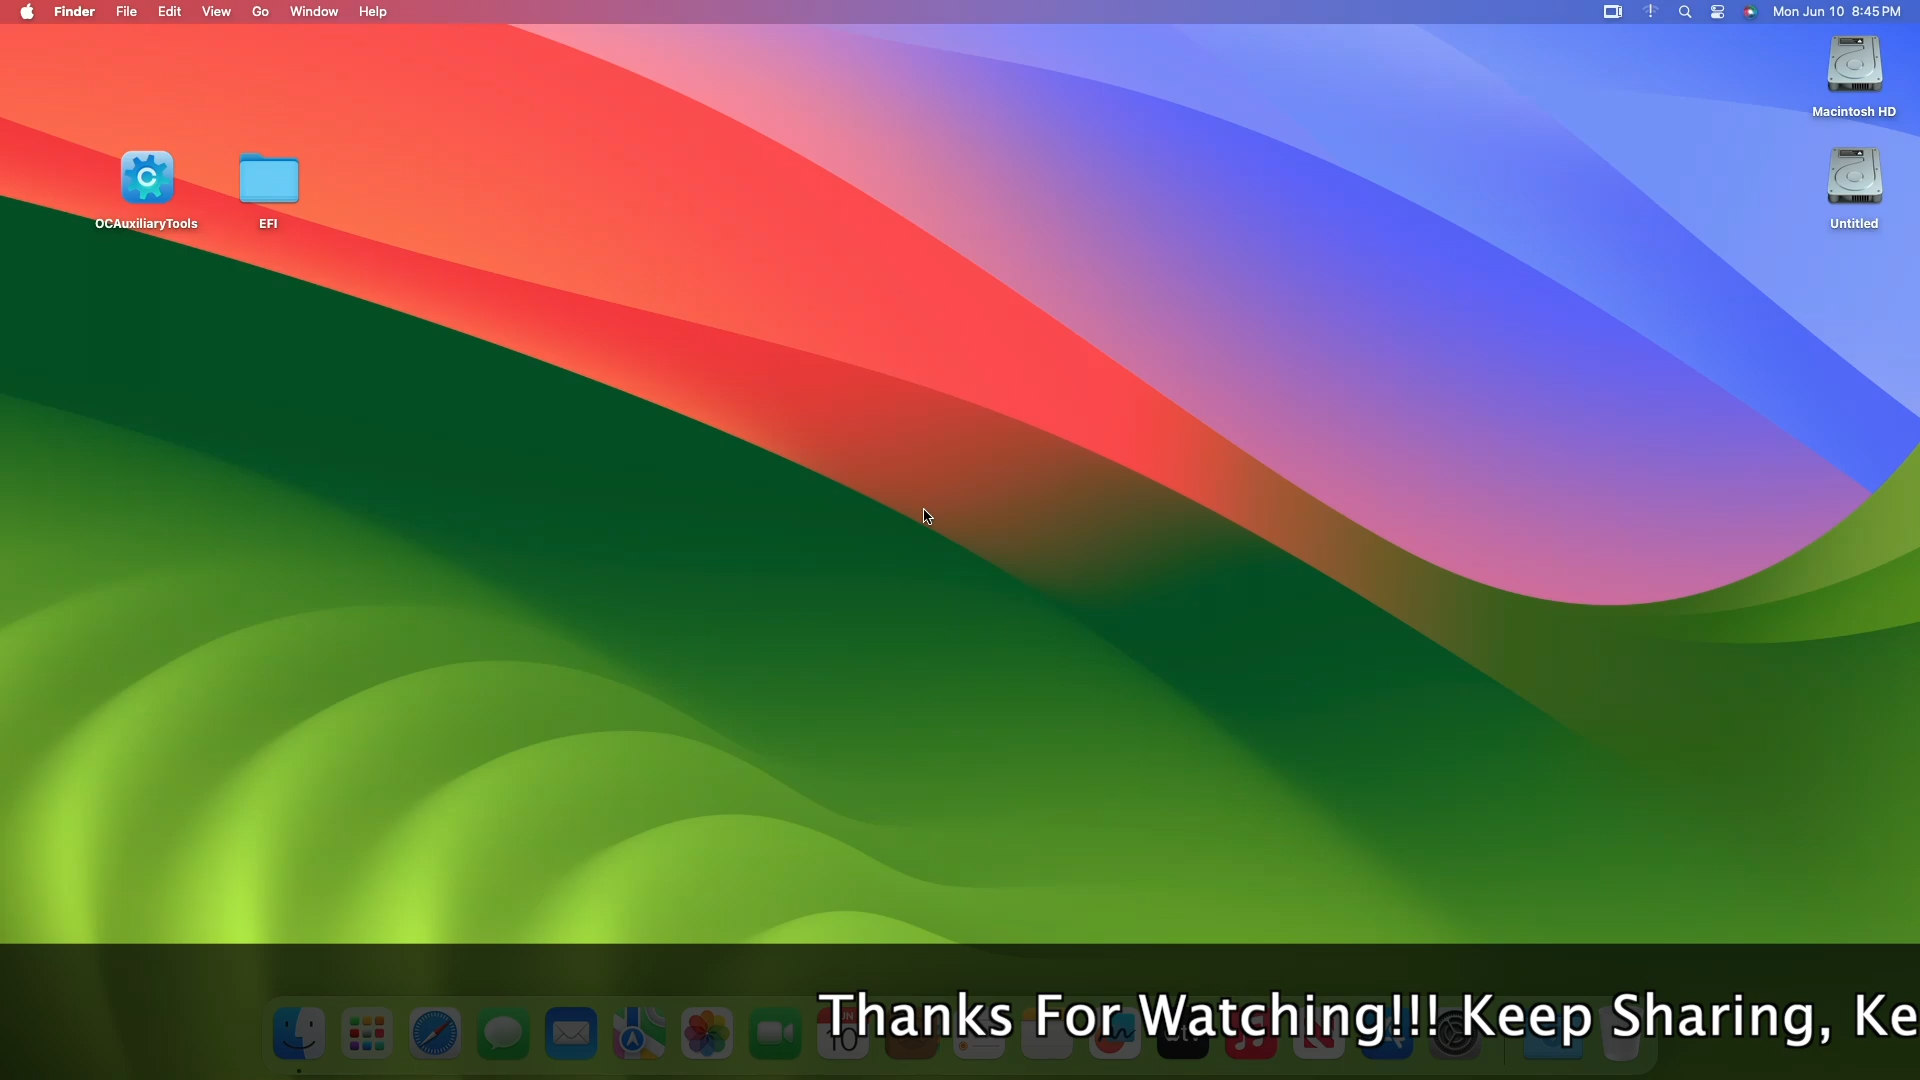 Finder File Edit View Go Window Help Mon Jun 10 8:45 PM
Macintosh HD
OCAuxiliaryTools EFI Untitled
Thanks For Watching!!! Keep Sharing, Ke
10